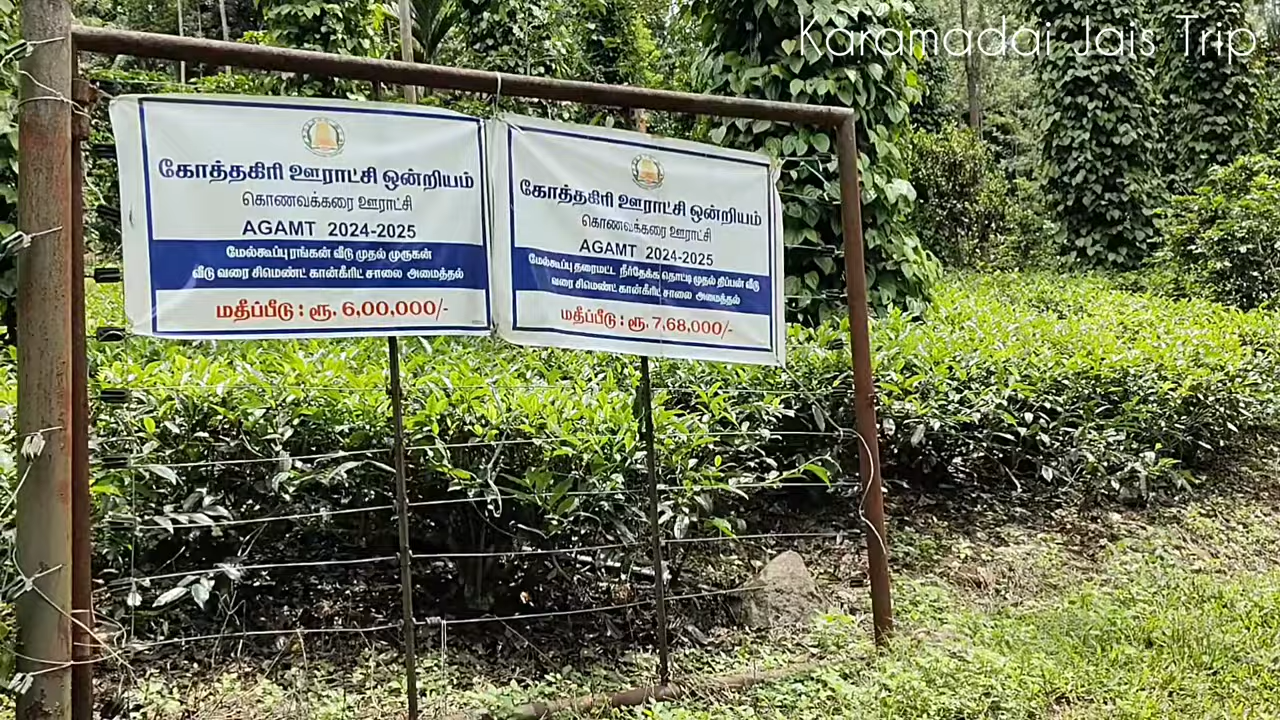 Karamadai Jais Trip
கோத்தகிரி ஊராட்சி ஒன்றியம்
கொணவக்கரை ஊராட்சி
AGAMT 2024-2025
மேல்கூப்பு ரங்கன் வீடு முதல் முருகன்
வீடு வரை சிமெண்ட் கான்கீரிட் சாலை அமைத்தல்
மதீப்பீடு : ரூ. 6,00,000/-
கோத்தகிரி ஊராட்சி ஒன்றியம்
கொணவக்கரை ஊராட்சி
AGAMT 2024-2025
மேல்கூப்பு தரைமட்ட நீர்தேக்க தொட்டி முதல் திப்பன் வீடு
வரை சிமெண்ட் கான்கீரிட் சாலை அமைத்தல்
மதீப்பீடு : ரூ. 7,68,000/-